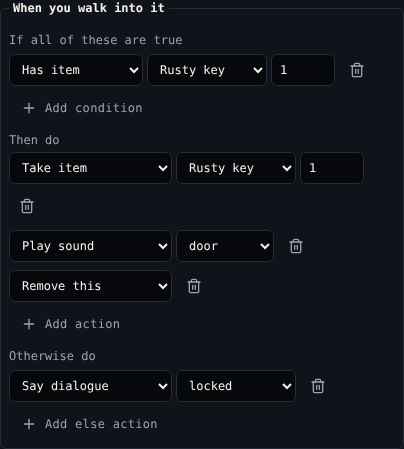 When you walk into it
If all of these are true
Has item Rusty key 1
+ Add condition
Then do
Take item Rusty key 1
Play sound door
Remove this
+ Add action
Otherwise do
Say dialogue locked
+ Add else action